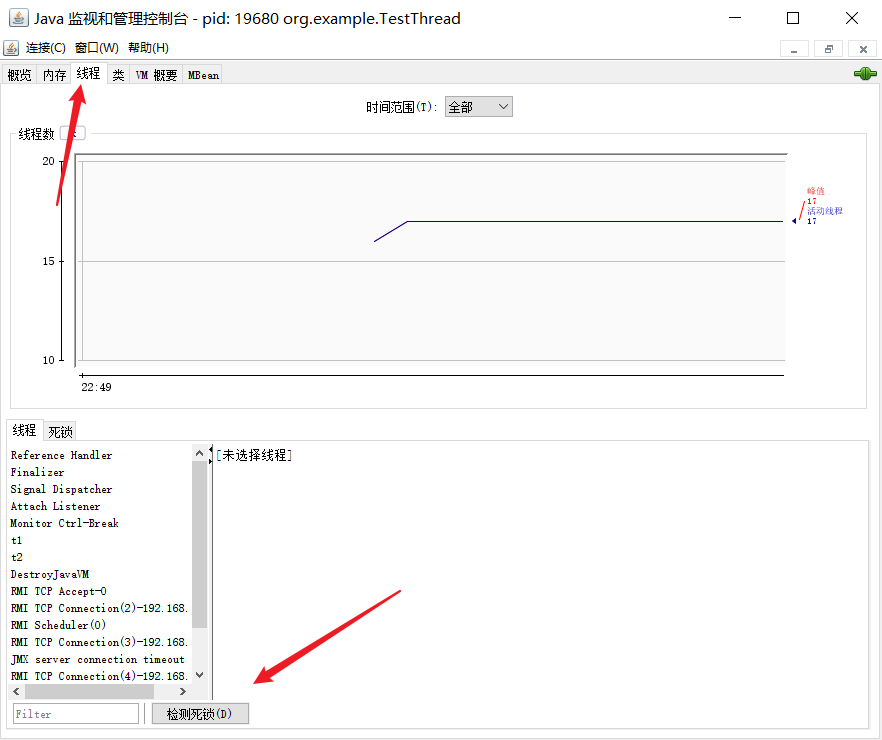 Java 监视和管理控制台 - pid: 19680 org.example.TestThread
连接(C) 窗口(W) 帮助(H)
概览 内存 线程 类 VM 概要 MBean
时间范围(T): 全部
线程数
20
15
10
峰值
17
活动线程
17
22:49
线程 死锁
Reference Handler
Finalizer
Signal Dispatcher
Attach Listener
Monitor Ctrl-Break
t1
t2
DestroyJavaVM
RMI TCP Accept-0
RMI TCP Connection(2)-192.168.
RMI Scheduler(0)
RMI TCP Connection(3)-192.168.
JMX server connection timeout
RMI TCP Connection(4)-192.168.
[未选择线程]
Filter
检测死锁(D)